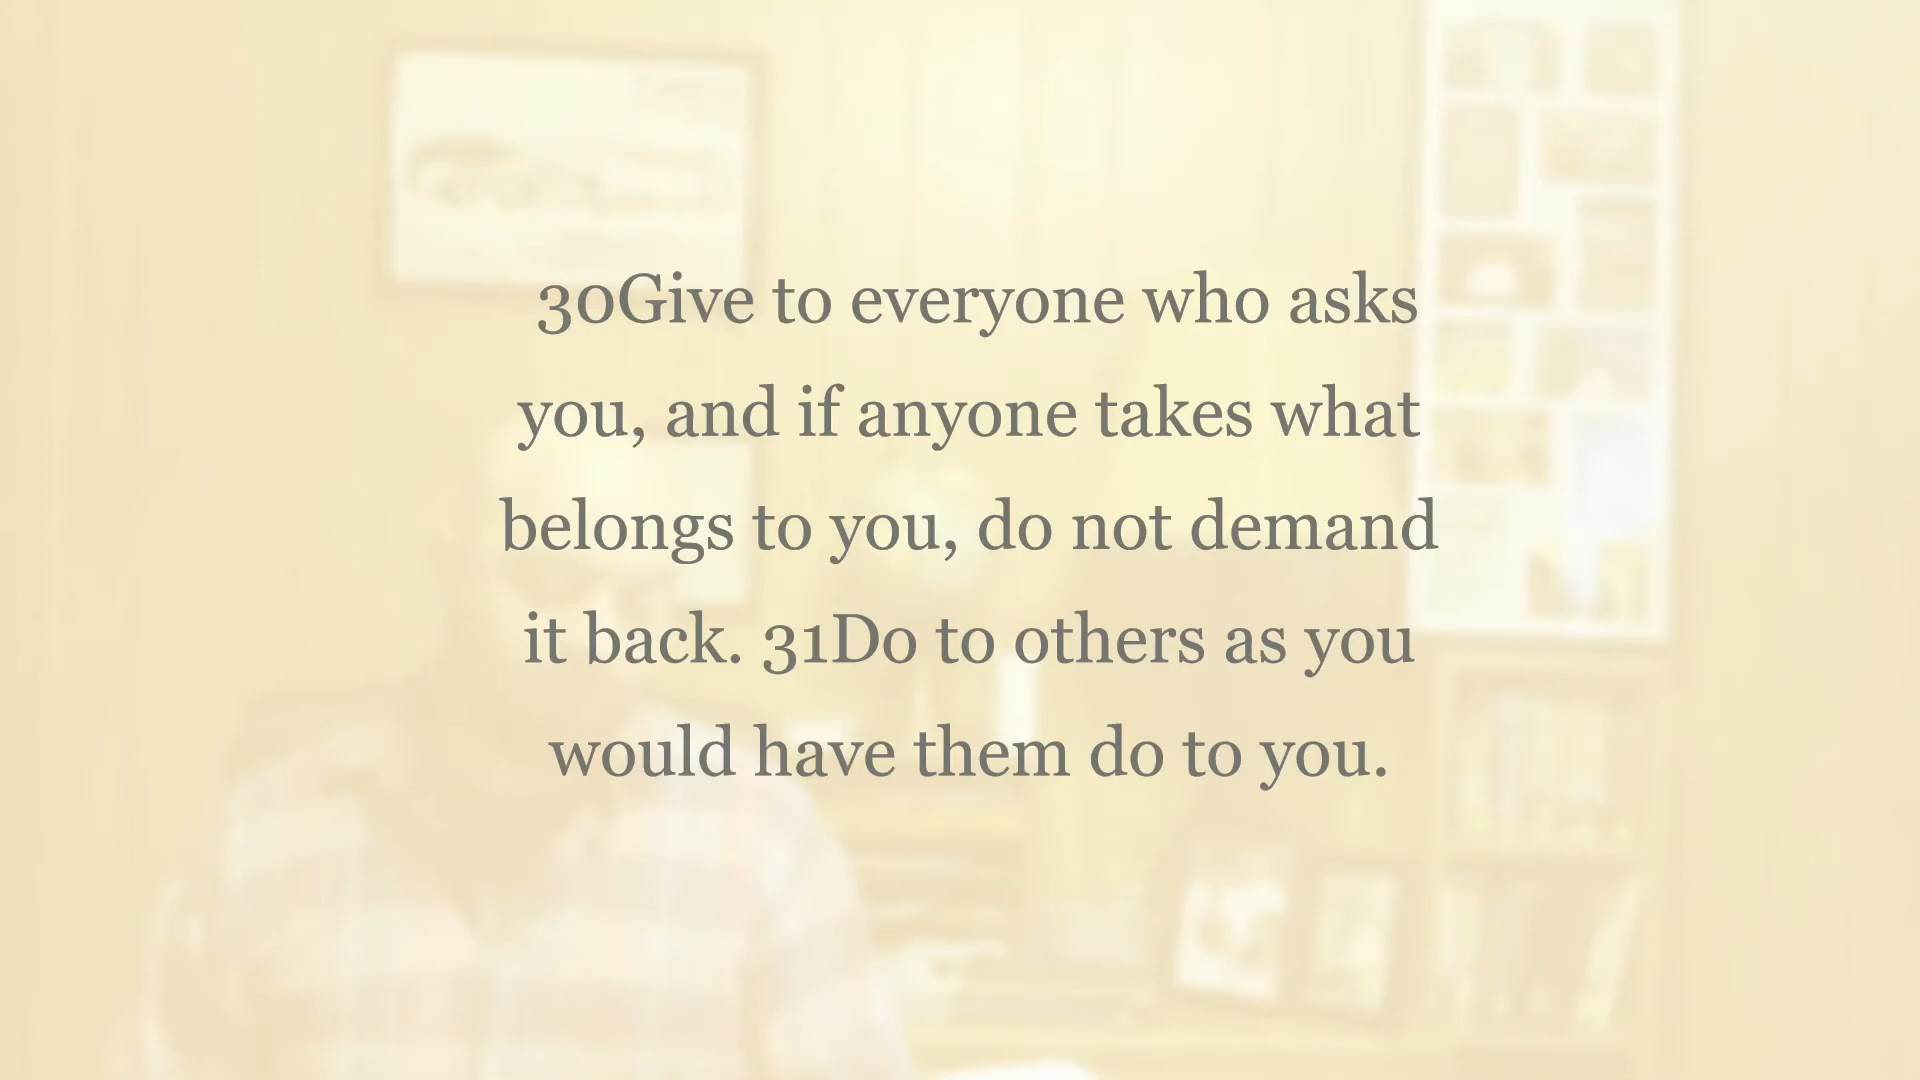 30Give to everyone who asks
you, and if anyone takes what
belongs to you, do not demand
it back. 31Do to others as you
would have them do to you.